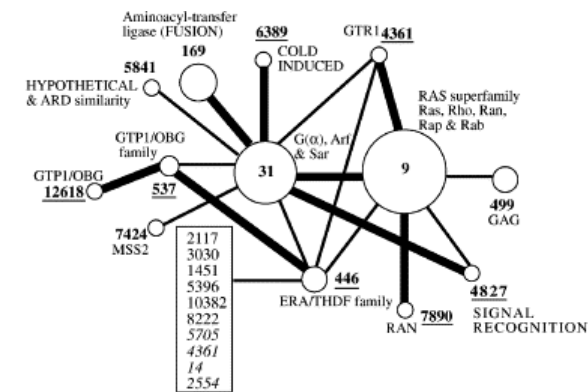 Aminoacyl-transfer
ligase (FUSION)
169
6389
COLD
INDUCED
GTR1 4361
5841
HYPOTHETICAL
& ARD similarity
RAS superfamily
Ras, Rho, Ran,
Rap & Rab
G(α), Arf
& Sar
31
9
GTP1/OBG
family
GTP1/OBG
12618
537
499
GAG
7424
MSS2
2117
3030
1451
5396
10382
8222
5705
4361
14
2554
446
ERA/THDF family
4827
SIGNAL
RECOGNITION
RAN 7890